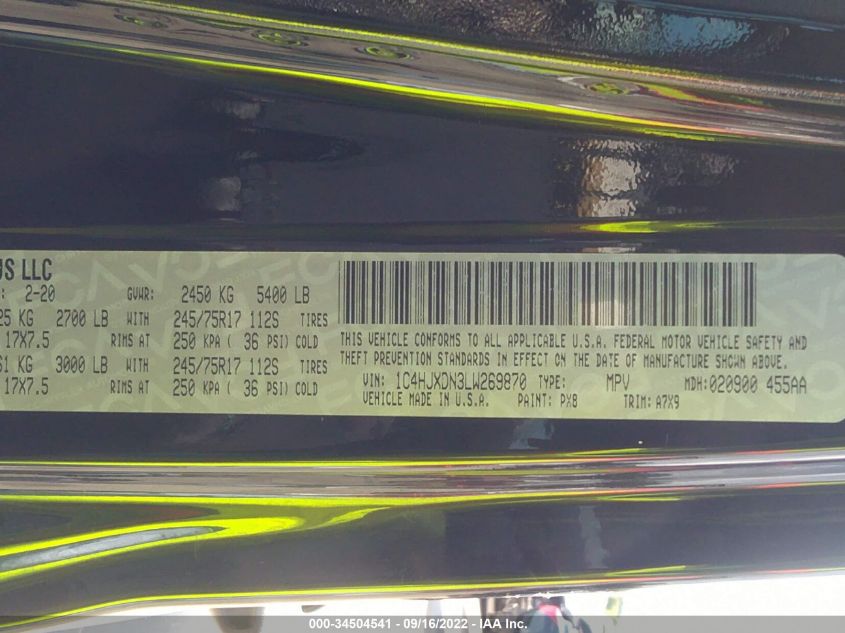 US LLC
: 2-20 GVWR: 2450 KG 5400 LB
25 KG 2700 LB WITH 245/75R17 112S TIRES
17X7.5 RIMS AT 250 KPA ( 36 PSI) COLD
61 KG 3000 LB WITH 245/75R17 112S TIRES
17X7.5 RIMS AT 250 KPA ( 36 PSI) COLD
THIS VEHICLE CONFORMS TO ALL APPLICABLE U.S.A. FEDERAL MOTOR VEHICLE SAFETY AND
THEFT PREVENTION STANDARDS IN EFFECT ON THE DATE OF MANUFACTURE SHOWN ABOVE.
VIN: 1C4HJXDN3LW269870 TYPE: MPV MDH:020900 455AA
VEHICLE MADE IN U.S.A. PAINT: PX8 TRIM: A7X9
000-34504541 - 09/16/2022 - IAA Inc.